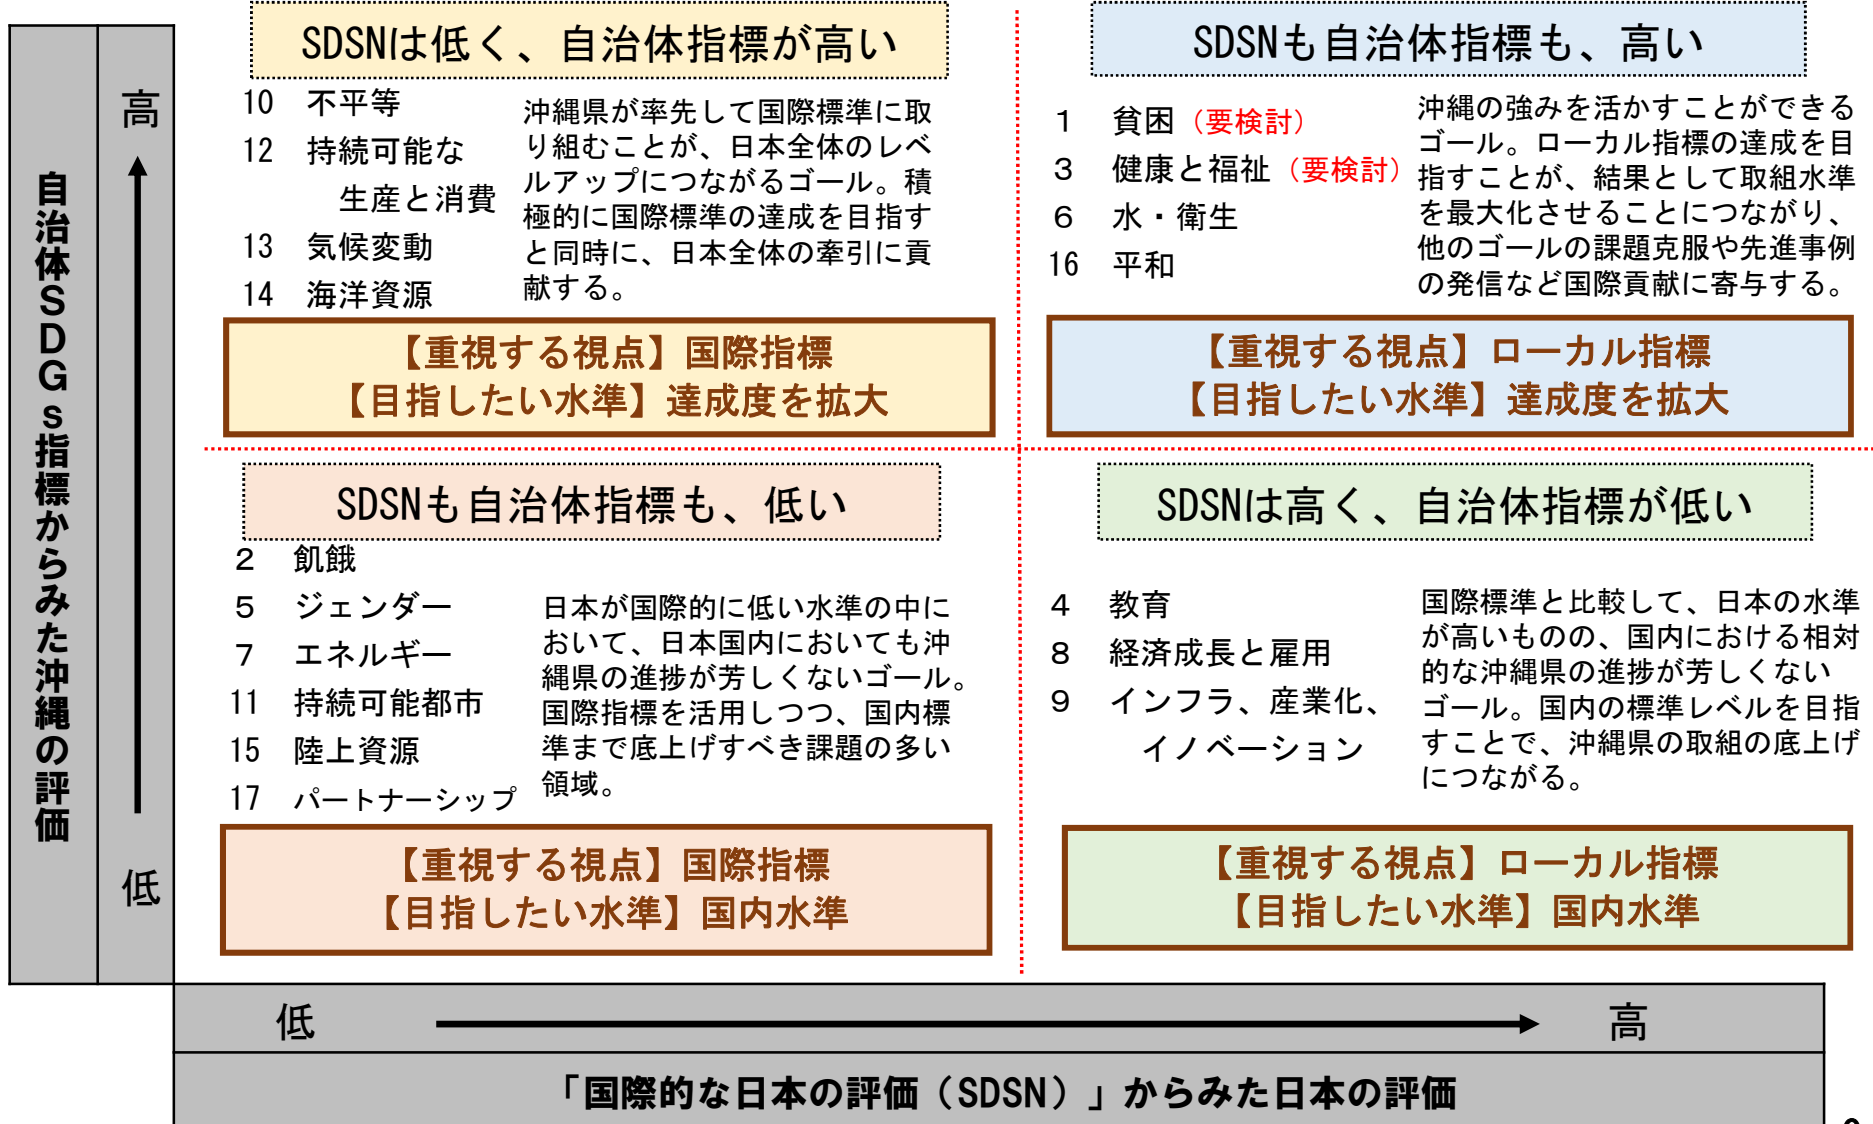 自治体SDGs指標からみた沖縄の評価
高
低
SDSNは低く、自治体指標が高い
10 不平等
12 持続可能な
生産と消費
13 気候変動
14 海洋資源
沖縄県が率先して国際標準に取
り組むことが、日本全体のレベ
ルアップにつながるゴール。積
極的に国際標準の達成を目指す
と同時に、日本全体の牽引に貢
献する。
【重視する視点】国際指標
【目指したい水準】達成度を拡大
SDSNも自治体指標も、高い
1 貧困（要検討）
3 健康と福祉（要検討）
6 水・衛生
16 平和
沖縄の強みを活かすことができる
ゴール。ローカル指標の達成を目
指すことが、結果として取組水準
を最大化させることにつながり、
他のゴールの課題克服や先進事例
の発信など国際貢献に寄与する。
【重視する視点】ローカル指標
【目指したい水準】達成度を拡大
SDSNも自治体指標も、低い
2 飢餓
5 ジェンダー
7 エネルギー
11 持続可能都市
15 陸上資源
17 パートナーシップ
日本が国際的に低い水準の中に
おいて、日本国内においても沖
縄県の進捗が芳しくないゴール。
国際指標を活用しつつ、国内標
準まで底上げすべき課題の多い
領域。
【重視する視点】国際指標
【目指したい水準】国内水準
SDSNは高く、自治体指標が低い
4 教育
8 経済成長と雇用
9 インフラ、産業化、
イノベーション
国際標準と比較して、日本の水準
が高いものの、国内における相対
的な沖縄県の進捗が芳しくない
ゴール。国内の標準レベルを目指
すことで、沖縄県の取組の底上げ
につながる。
【重視する視点】ローカル指標
【目指したい水準】国内水準
低
高
「国際的な日本の評価（SDSN）」からみた日本の評価